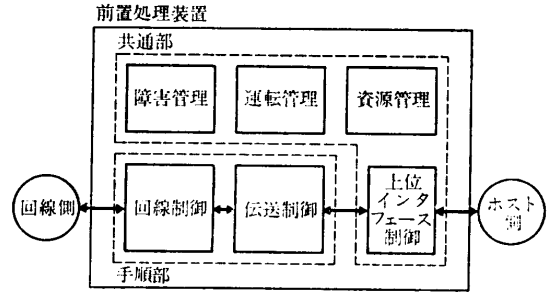 前置処理装置
共通部
障害管理
運転管理
資源管理
回線側
回線制御
伝送制御
上位
インタ
フェース
制御
ホスト
側
手順部